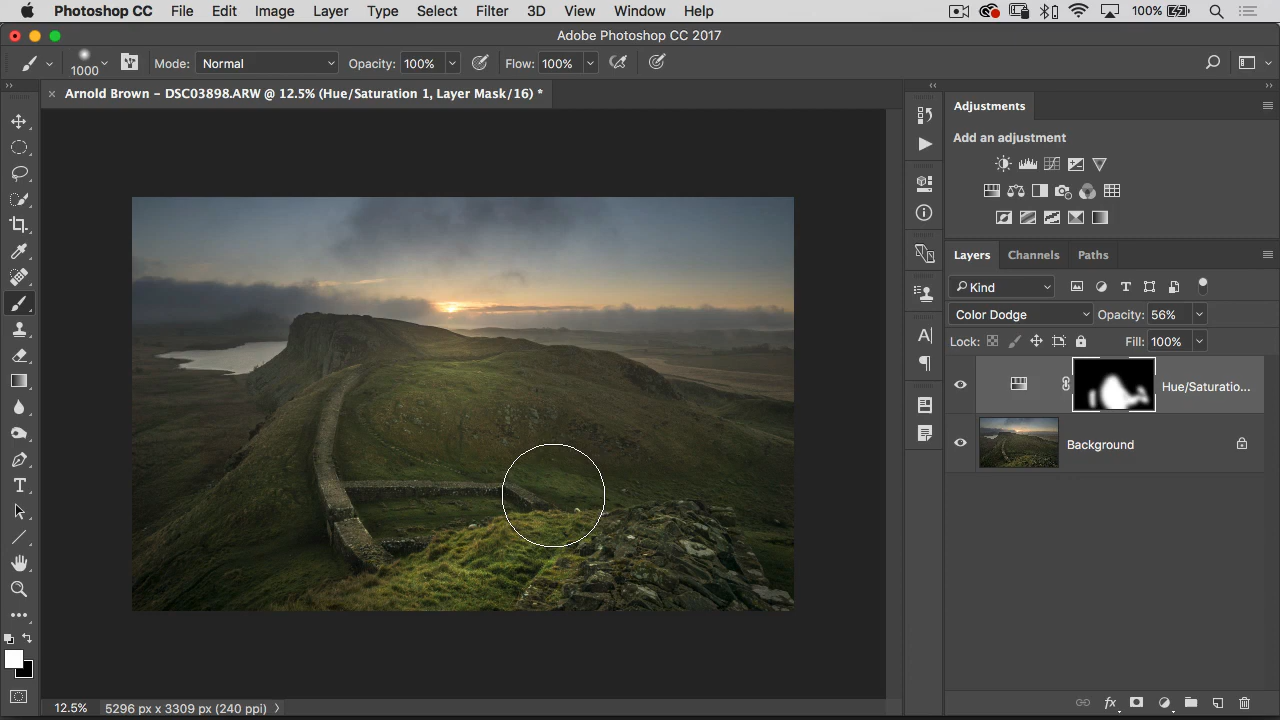 Photoshop CC File Edit Image Layer Type Select Filter 3D View Window Help 100%
Adobe Photoshop CC 2017
1000 Mode: Normal Opacity: 100% Flow: 100%
Arnold Brown – DSC03898.ARW @ 12.5% (Hue/Saturation 1, Layer Mask/16) *
Adjustments
Add an adjustment
Layers Channels Paths
Kind
Color Dodge Opacity: 56%
Lock: Fill: 100%
Hue/Saturatio...
Background
12.5% 5296 px x 3309 px (240 ppi)